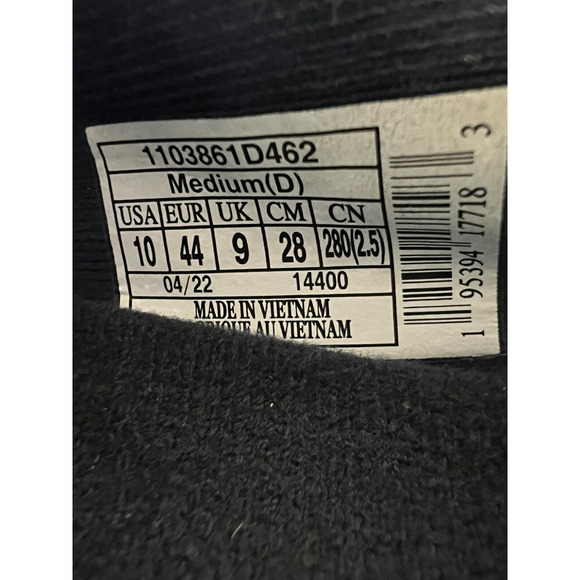 1103861D462
Medium(D)
USA EUR UK CM CN
10 44 9 28 280(2.5)
04/22 14400
MADE IN VIETNAM
AU VIETNAM
1 95394 17718 3